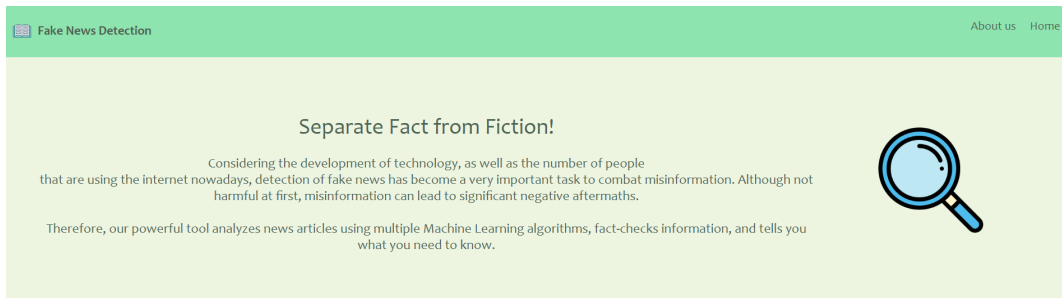 Fake News Detection
About us
Home
Separate Fact from Fiction!
Considering the development of technology, as well as the number of people
that are using the internet nowadays, detection of fake news has become a very important task to combat misinformation. Although not
harmful at first, misinformation can lead to significant negative aftermaths.
Therefore, our powerful tool analyzes news articles using multiple Machine Learning algorithms, fact-checks information, and tells you
what you need to know.